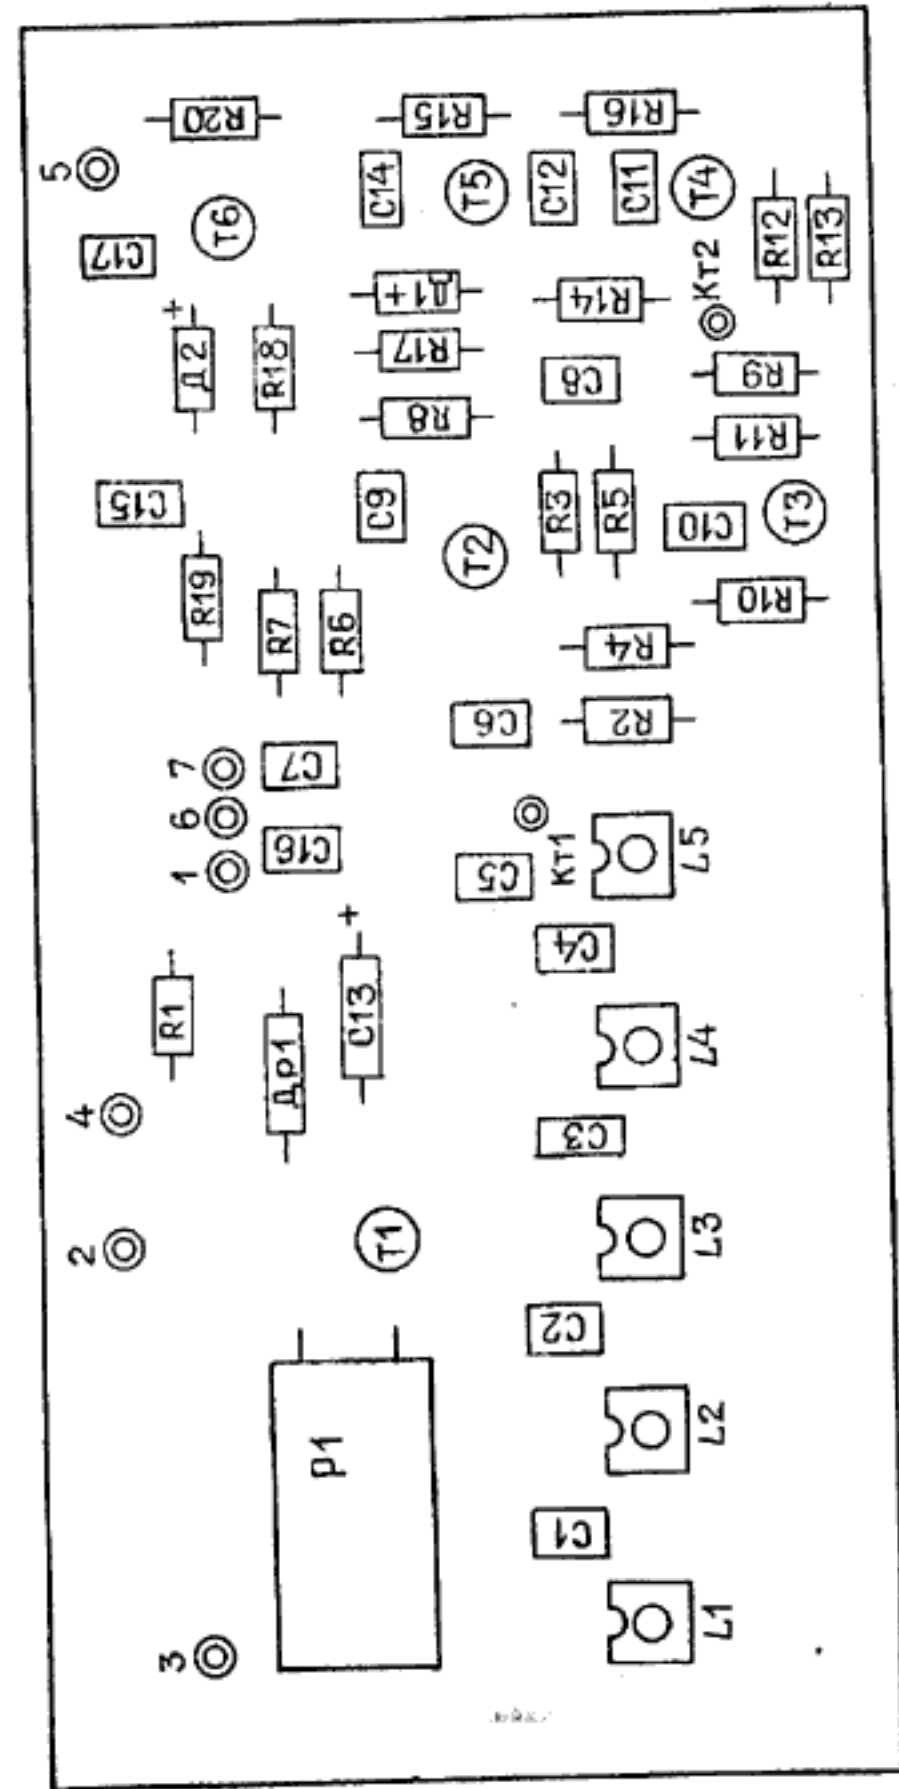 R20
R15
R16
5
C14
T5
C12
C11
T4
T6
C17
R12
R13
Кт2
Д1+
R14
+
Д2
R18
R17
C8
R9
R8
R11
C15
C9
R3
R5
C10
T3
T2
R19
R7
R6
R10
R4
C6
R2
7
C7
6
1
C16
C5
Кт1
L5
+
C4
R1
C13
Др1
L4
4
C3
2
T1
L3
C2
P1
L2
C1
3
L1